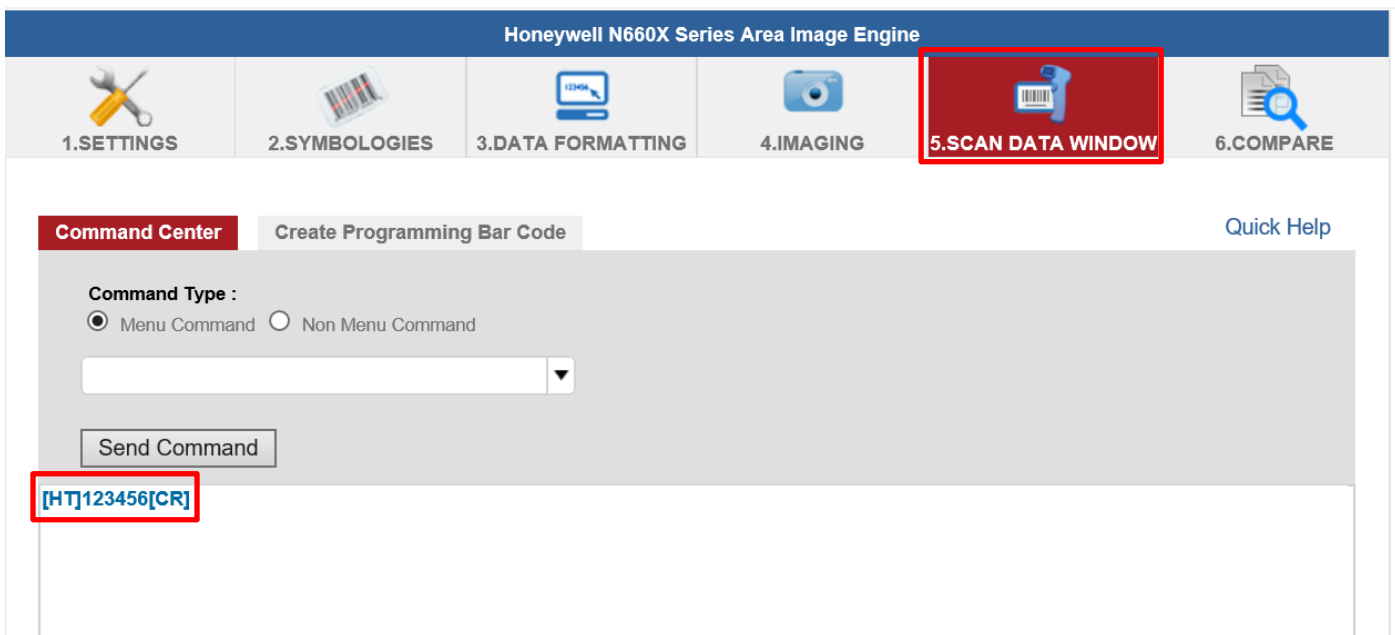 Honeywell N660X Series Area Image Engine
1.SETTINGS 2.SYMBOLOGIES 3.DATA FORMATTING 4.IMAGING 5.SCAN DATA WINDOW 6.COMPARE
Command Center Create Programming Bar Code Quick Help
Command Type :
Menu Command Non Menu Command
Send Command
[HT]123456[CR]